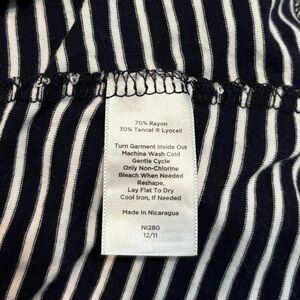 70% Rayon
30% Tencel ® Lyocell
Turn Garment Inside Out
Machine Wash Cold
Gentle Cycle
Only Non-Chlorine
Bleach When Needed
Reshape,
Lay Flat To Dry
Cool Iron, If Needed
Made In Nicaragua
NI280
12/11